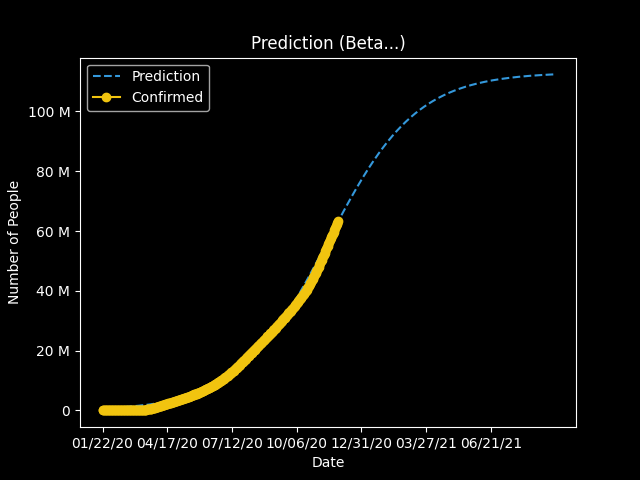 Prediction (Beta...)
Prediction
Confirmed
Number of People
100 M
80 M
60 M
40 M
20 M
0
01/22/20 04/17/20 07/12/20 10/06/20 12/31/20 03/27/21 06/21/21
Date